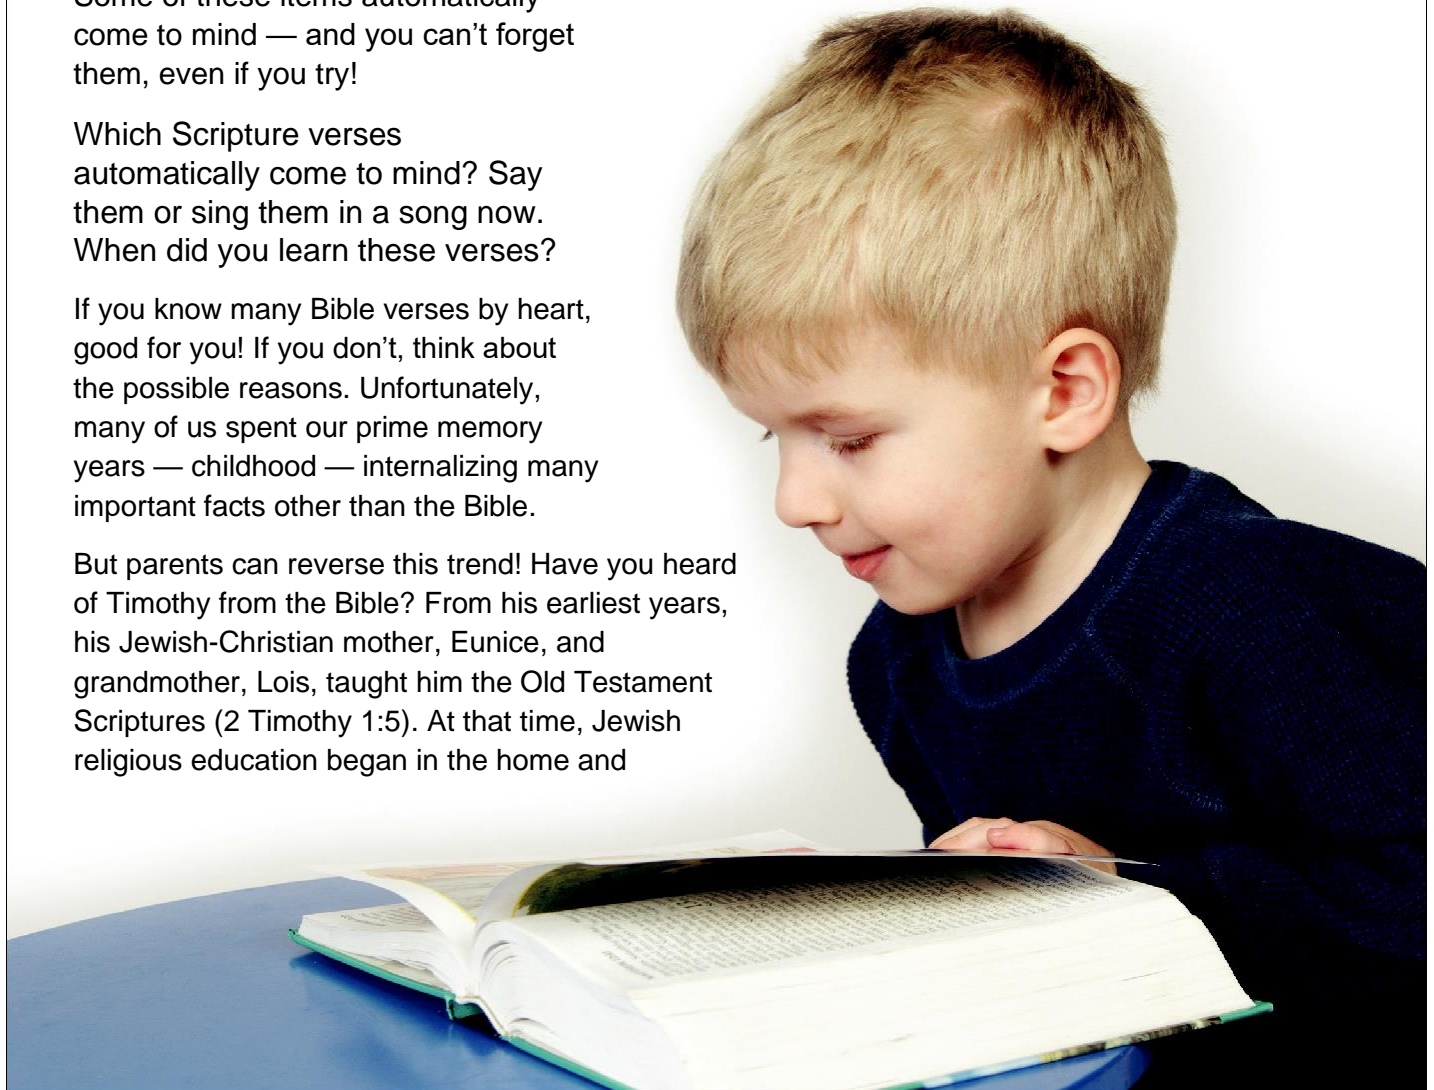 Some of these items automatically
come to mind — and you can’t forget
them, even if you try!
Which Scripture verses
automatically come to mind? Say
them or sing them in a song now.
When did you learn these verses?
If you know many Bible verses by heart,
good for you! If you don’t, think about
the possible reasons. Unfortunately,
many of us spent our prime memory
years — childhood — internalizing many
important facts other than the Bible.
But parents can reverse this trend! Have you heard
of Timothy from the Bible? From his earliest years,
his Jewish-Christian mother, Eunice, and
grandmother, Lois, taught him the Old Testament
Scriptures (2 Timothy 1:5). At that time, Jewish
religious education began in the home and